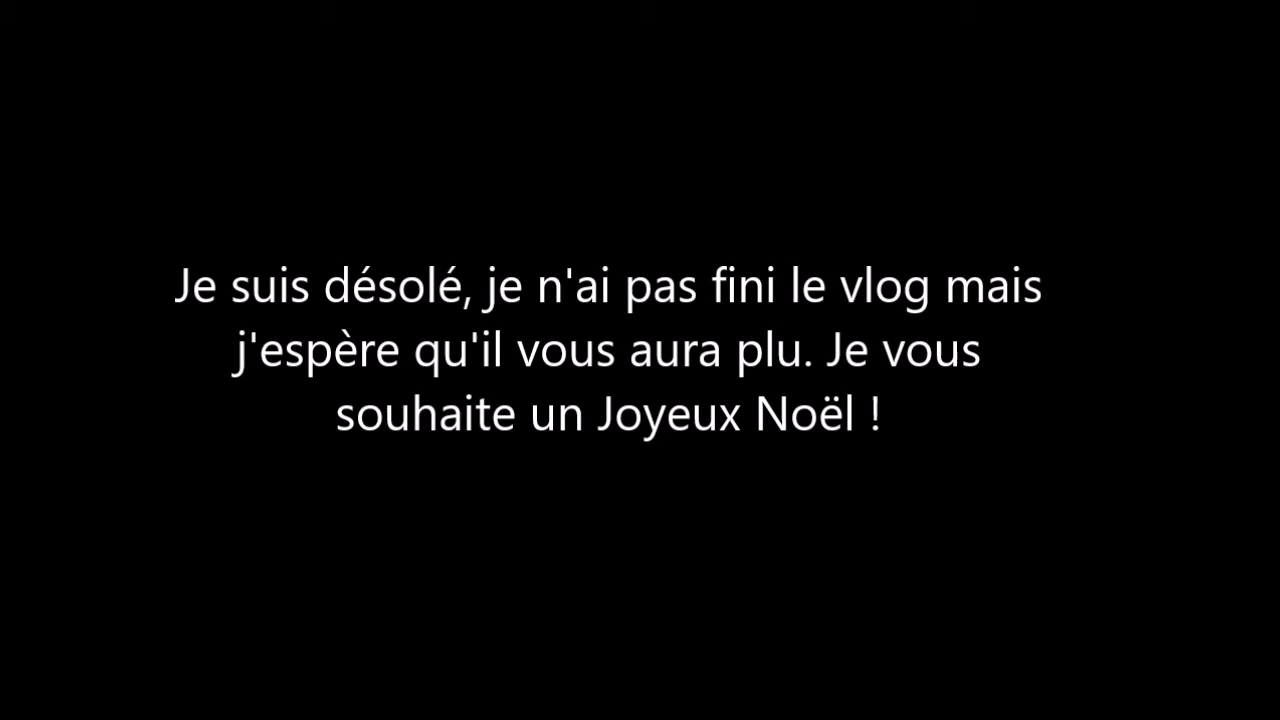 Je suis désolé, je n'ai pas fini le vlog mais
j'espère qu'il vous aura plu. Je vous
souhaite un Joyeux Noël !